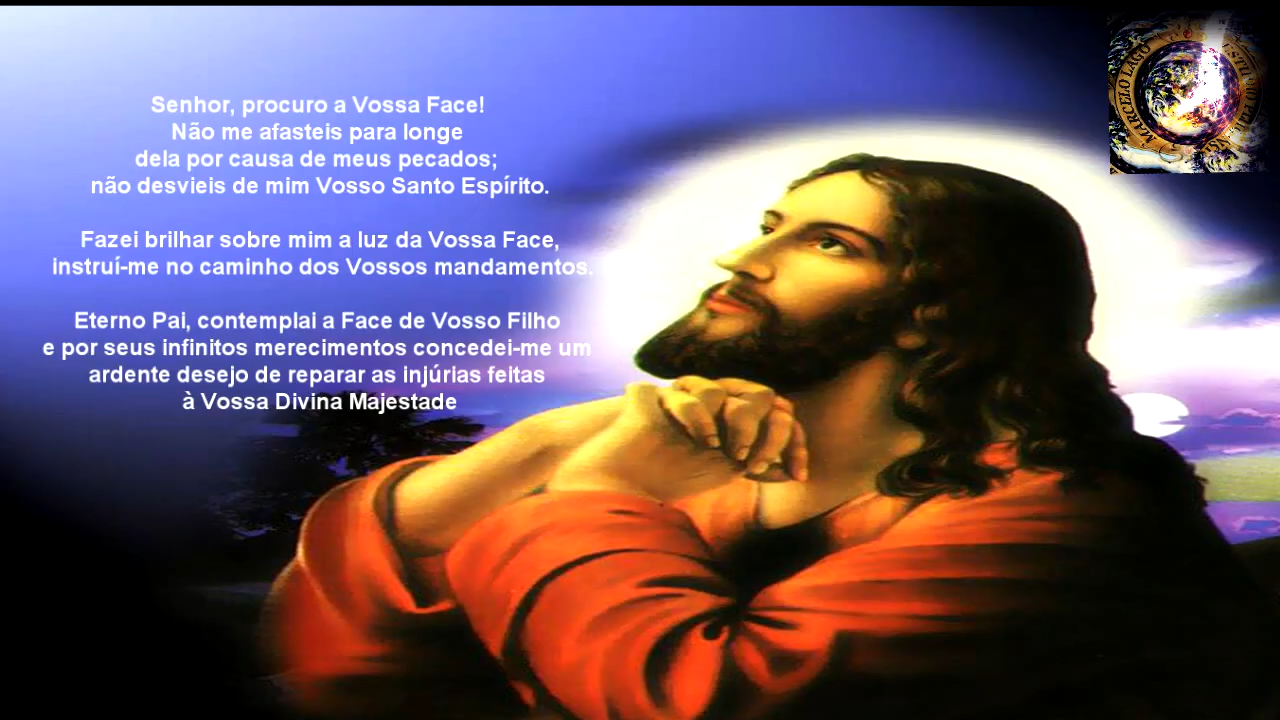 Senhor, procuro a Vossa Face!
Não me afasteis para longe
dela por causa de meus pecados;
não desvieis de mim Vosso Santo Espírito.
Fazei brilhar sobre mim a luz da Vossa Face,
instruí-me no caminho dos Vossos mandamentos.
Eterno Pai, contemplai a Face de Vosso Filho
e por seus infinitos merecimentos concedei-me um
ardente desejo de reparar as injúrias feitas
à Vossa Divina Majestade
MARCELO LAGO